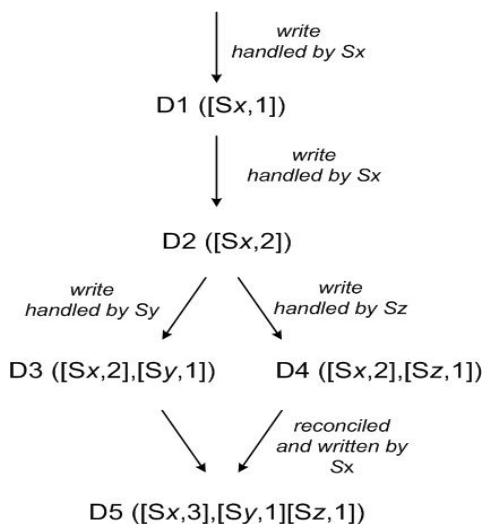 write
handled by Sx
D1 ([Sx,1])
write
handled by Sx
D2 ([Sx,2])
write
handled by Sy
write
handled by Sz
D3 ([Sx,2],[Sy,1])
D4 ([Sx,2],[Sz,1])
reconciled
and written by
Sx
D5 ([Sx,3],[Sy,1][Sz,1])